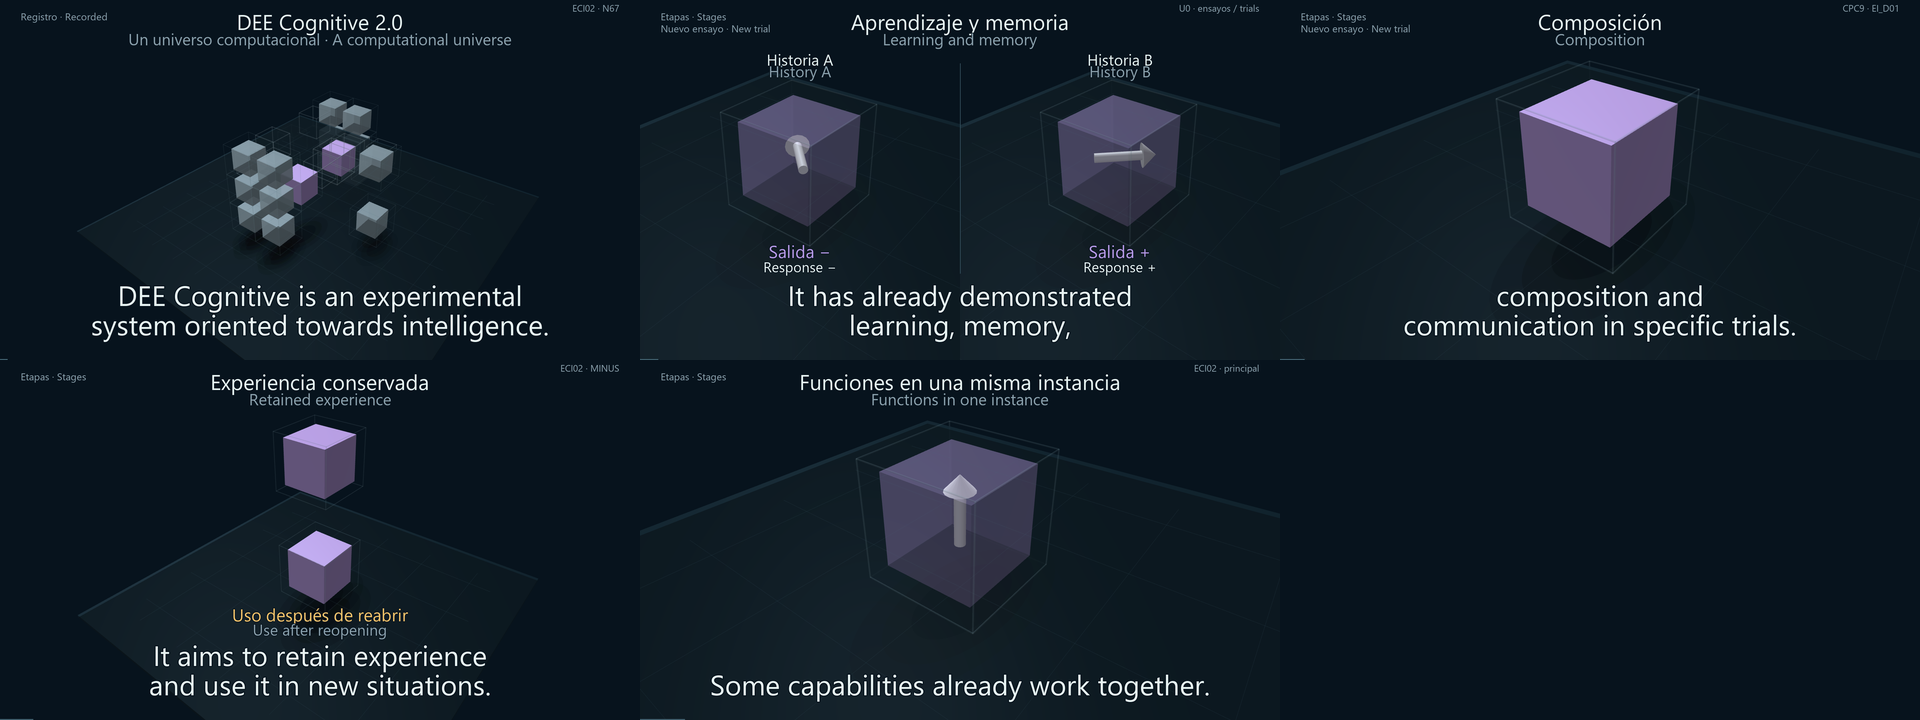 Registro · Recorded
ECI02 · N67
DEE Cognitive 2.0
Un universo computacional · A computational universe
DEE Cognitive is an experimental
system oriented towards intelligence.
Etapas · Stages
Nuevo ensayo · New trial
U0 · ensayos / trials
Aprendizaje y memoria
Learning and memory
Historia A
History A
Historia B
History B
Salida −
Response −
Salida +
Response +
It has already demonstrated
learning, memory,
Etapas · Stages
Nuevo ensayo · New trial
CPC9 · EI_D01
Composición
Composition
composition and
communication in specific trials.
Etapas · Stages
ECI02 · MINUS
Experiencia conservada
Retained experience
Uso después de reabrir
Use after reopening
It aims to retain experience
and use it in new situations.
Etapas · Stages
ECI02 · principal
Funciones en una misma instancia
Functions in one instance
Some capabilities already work together.